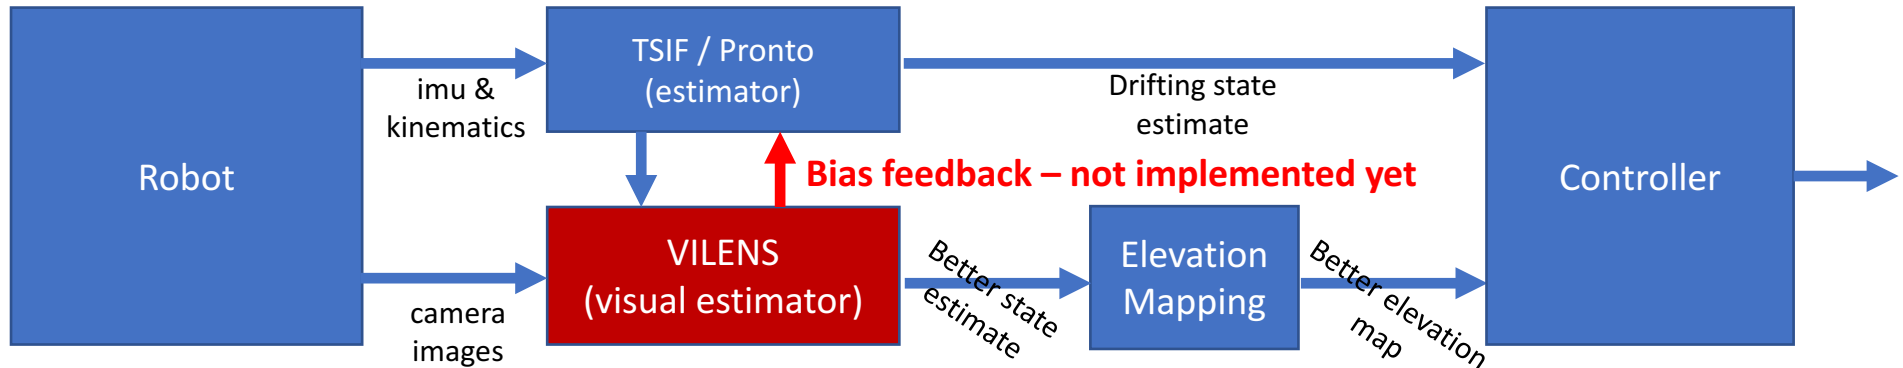 Robot
imu &
kinematics
camera
images
TSIF / Pronto
(estimator)
Bias feedback – not implemented yet
VILENS
(visual estimator)
Drifting state
estimate
Better state
estimate
Elevation
Mapping
Better elevation
map
Controller